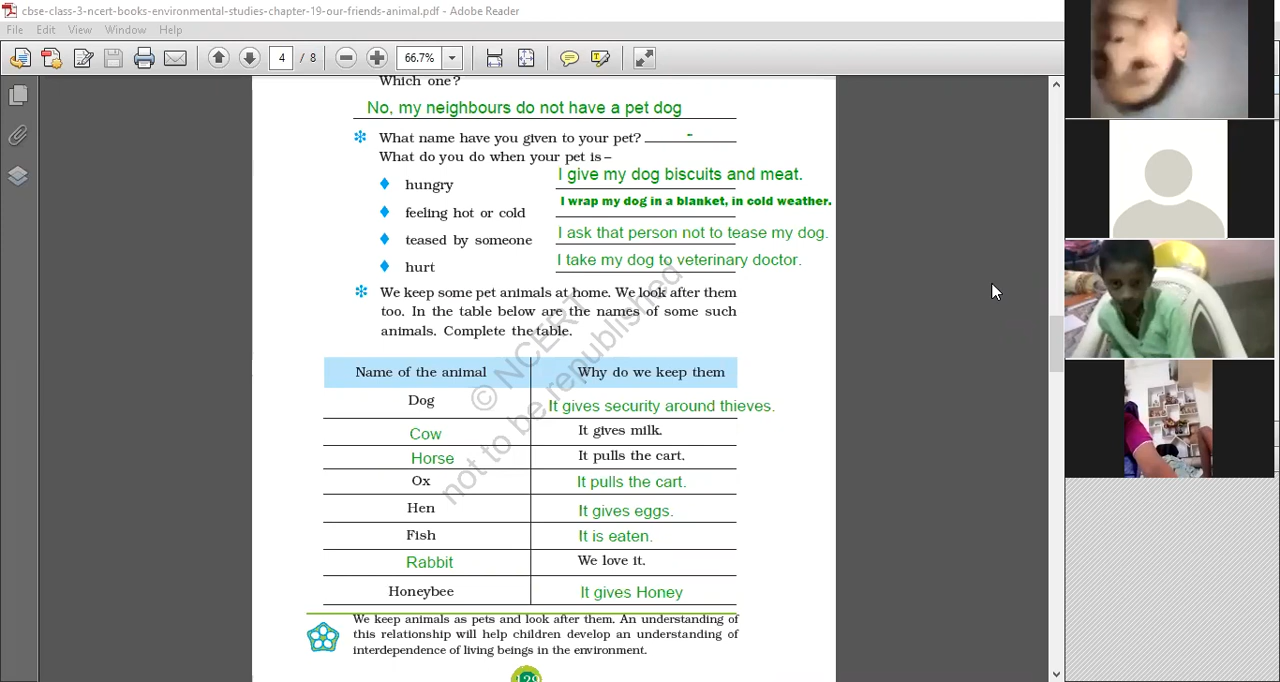 cbse-class-3-ncert-books-environmental-studies-chapter-19-our-friends-animal.pdf - Adobe Reader
File Edit View Window Help
4 / 8 66.7%
Which one?
No, my neighbours do not have a pet dog
What name have you given to your pet? -
What do you do when your pet is –
hungry I give my dog biscuits and meat.
feeling hot or cold I wrap my dog in a blanket, in cold weather.
teased by someone I ask that person not to tease my dog.
hurt I take my dog to veterinary doctor.
We keep some pet animals at home. We look after them
too. In the table below are the names of some such
animals. Complete the table.
Name of the animal Why do we keep them
Dog It gives security around thieves.
Cow It gives milk.
Horse It pulls the cart.
Ox It pulls the cart.
Hen It gives eggs.
Fish It is eaten.
Rabbit We love it.
Honeybee It gives Honey
© NCERT
not to be republished
We keep animals as pets and look after them. An understanding of
this relationship will help children develop an understanding of
interdependence of living beings in the environment.
129